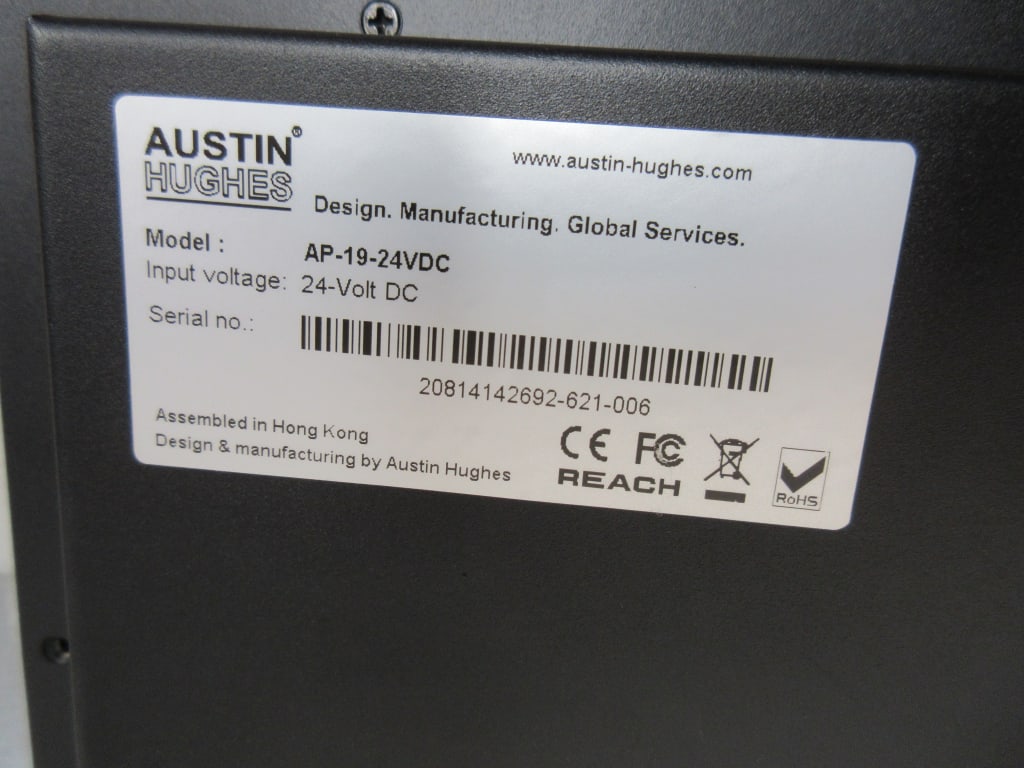 AUSTIN
HUGHES
www.austin-hughes.com
Design. Manufacturing. Global Services.
Model : AP-19-24VDC
Input voltage: 24-Volt DC
Serial no.:
20814142692-621-006
Assembled in Hong Kong
Design & manufacturing by Austin Hughes
CE FC
REACH
RoHS